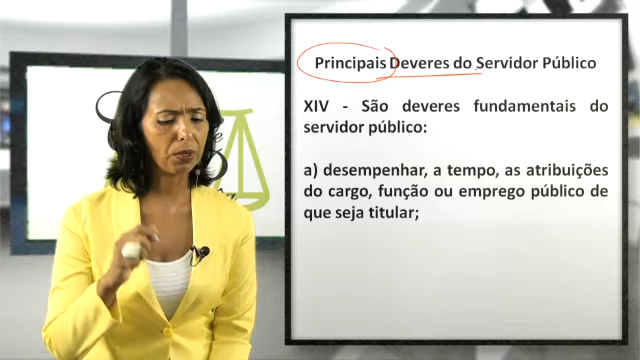 Principais Deveres do Servidor Público
XIV - São deveres fundamentais do
servidor público:
a) desempenhar, a tempo, as atribuições
do cargo, função ou emprego público de
que seja titular;